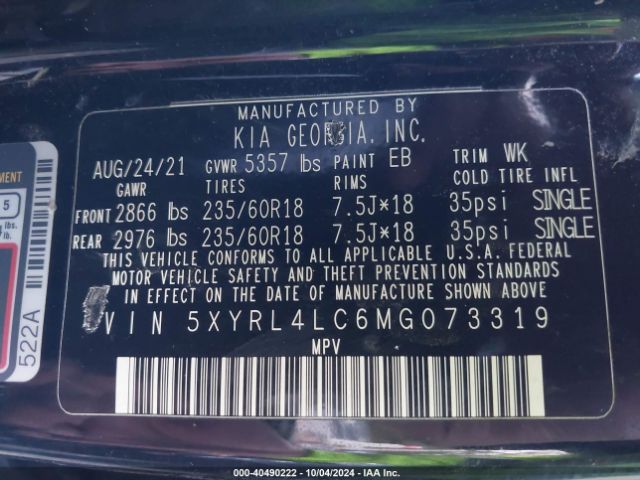 MANUFACTURED BY
KIA GEORGIA, INC.
AUG/24/21 GVWR 5357 lbs PAINT EB TRIM WK
GAWR TIRES RIMS COLD TIRE INFL
FRONT 2866 lbs 235/60R18 7.5J*18 35psi SINGLE
REAR 2976 lbs 235/60R18 7.5J*18 35psi SINGLE
THIS VEHICLE CONFORMS TO ALL APPLICABLE U.S.A. FEDERAL
MOTOR VEHICLE SAFETY AND THEFT PREVENTION STANDARDS
IN EFFECT ON THE DATE OF MANUFACTURE SHOWN ABOVE.
VIN 5XYRL4LC6MG073319
MPV
5
lbs.
lb.
522A
000-40490222 - 10/04/2024 - IAA Inc.